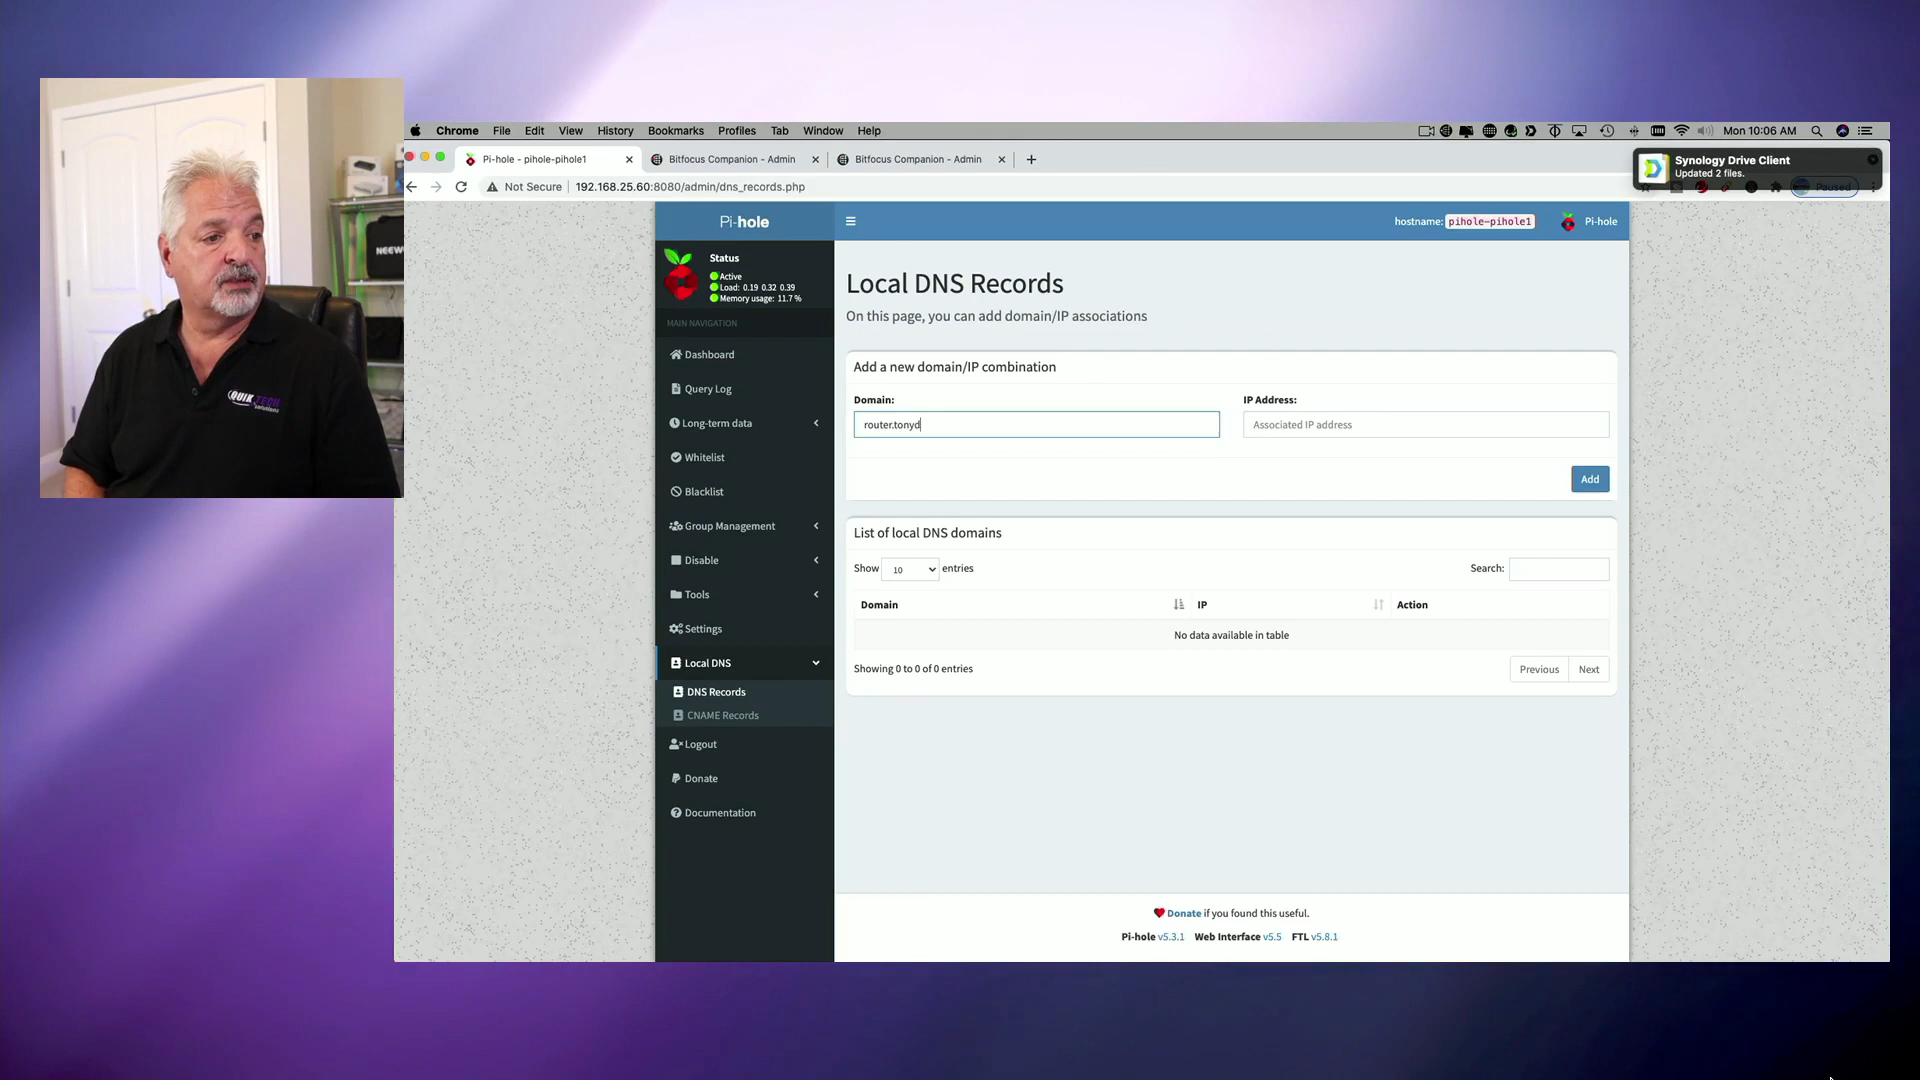 Chrome File Edit View History Bookmarks Profiles Tab Window Help
Mon 10:06 AM
Pi-hole - pihole-pihole1
Bitfocus Companion - Admin
Bitfocus Companion - Admin
Synology Drive Client
Updated 2 files.
Not Secure
192.168.25.60:8080/admin/dns_records.php
Paused
NEEW
QUIK TECH
solutions
Pi-hole
hostname: pihole-pihole1
Pi-hole
Status
Active
Load: 0.19 0.32 0.39
Memory usage: 11.7 %
MAIN NAVIGATION
Dashboard
Query Log
Long-term data
Whitelist
Blacklist
Group Management
Disable
Tools
Settings
Local DNS
DNS Records
CNAME Records
Logout
Donate
Documentation
Local DNS Records
On this page, you can add domain/IP associations
Add a new domain/IP combination
Domain:
IP Address:
router.tonyd
Associated IP address
Add
List of local DNS domains
Show 10 entries
Search:
Domain IP Action
No data available in table
Showing 0 to 0 of 0 entries
Previous Next
Donate if you found this useful.
Pi-hole v5.3.1 Web Interface v5.5 FTL v5.8.1